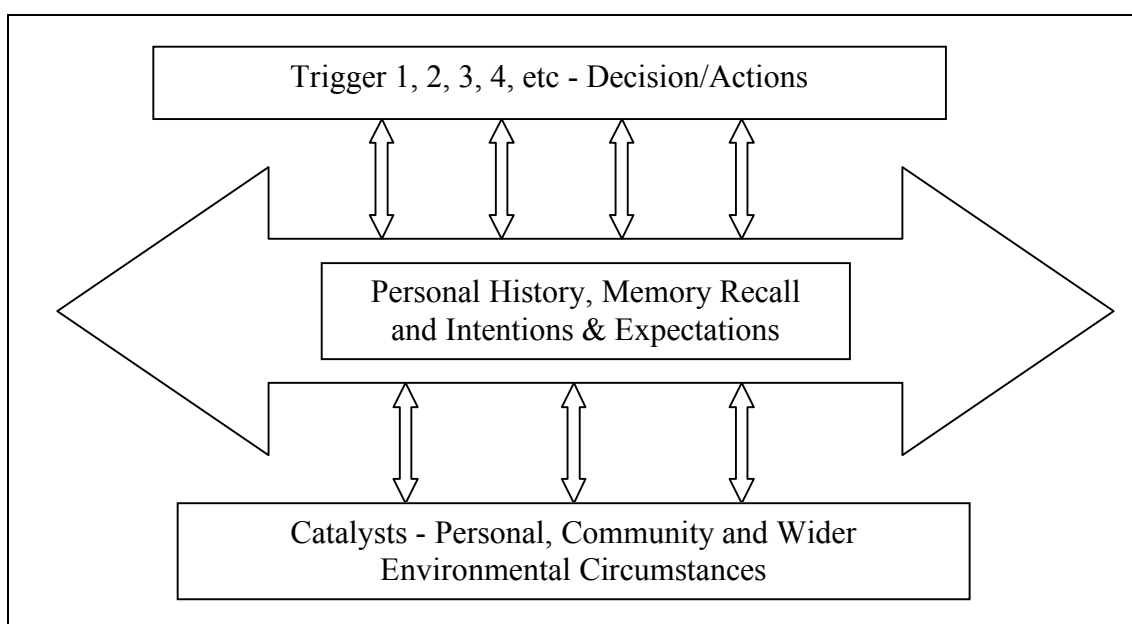 Trigger 1, 2, 3, 4, etc - Decision/Actions
Personal History, Memory Recall
and Intentions & Expectations
Catalysts - Personal, Community and Wider
Environmental Circumstances